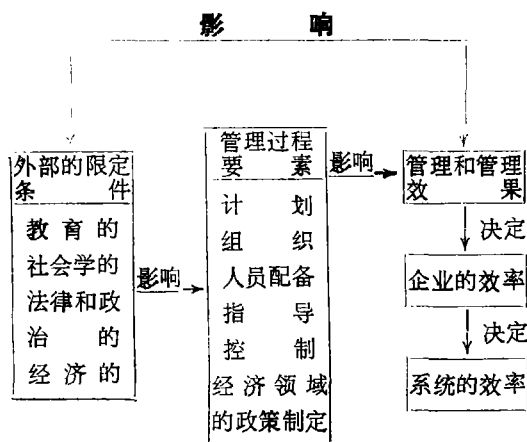 影响
外部的限定
条件
教育的
社会学的
法律和政
治的
经济的
影响
管理过程
要素
计划
组织
人员配备
指导
控制
经济领域
的政策制定
影响
管理和管理
效果
决定
企业的效率
决定
系统的效率